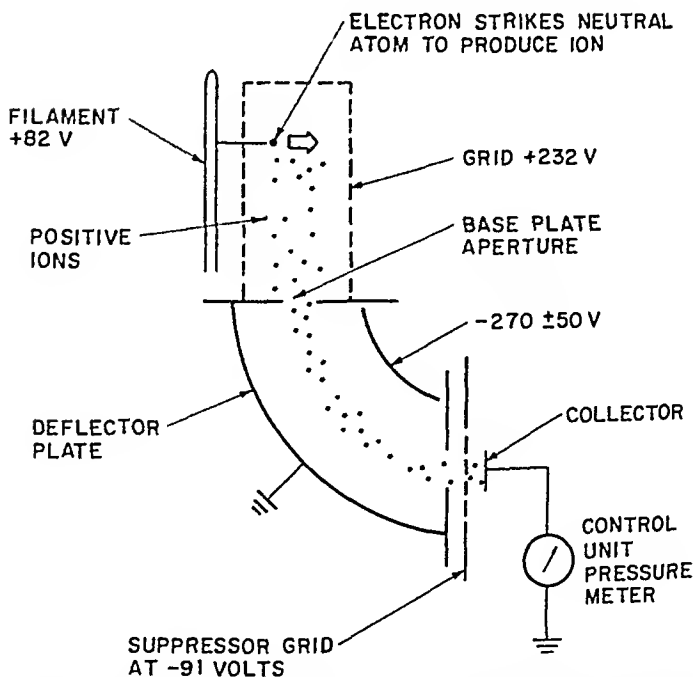 ELECTRON STRIKES NEUTRAL
ATOM TO PRODUCE ION
FILAMENT
+82 V
GRID +232 V
POSITIVE
IONS
BASE PLATE
APERTURE
-270 ±50 V
DEFLECTOR
PLATE
COLLECTOR
CONTROL
UNIT
PRESSURE
METER
SUPPRESSOR GRID
AT -91 VOLTS